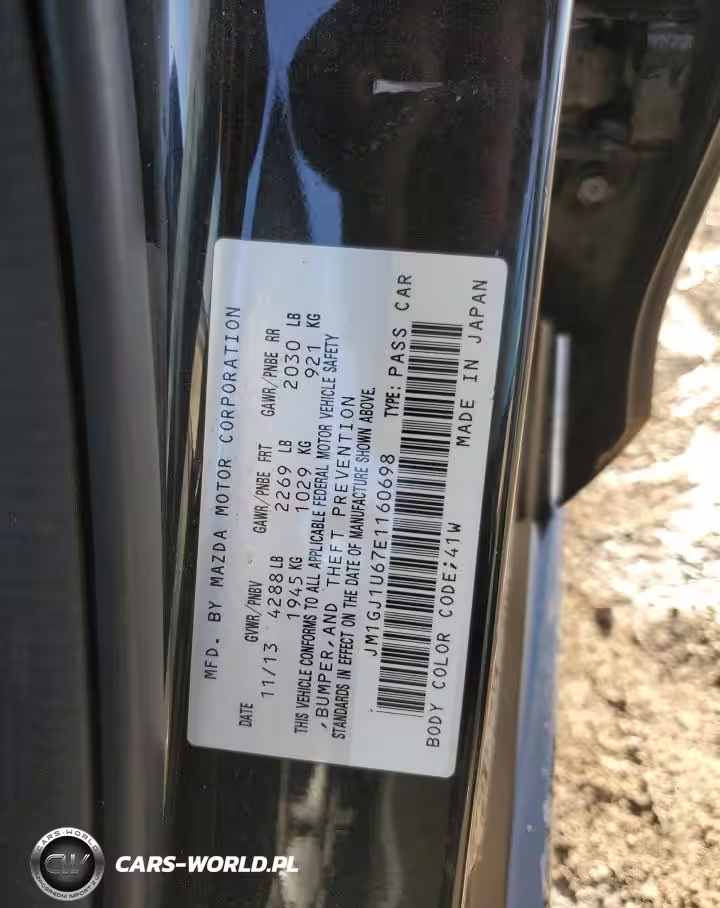 MFD. BY MAZDA MOTOR CORPORATION
DATE GVWR/PNBV GAWR/PNBE FRT GAWR/PNBE RR
11/13 4288 LB 2269 LB 2030 LB
1945 KG 1029 KG 921 KG
THIS VEHICLE CONFORMS TO ALL APPLICABLE FEDERAL MOTOR VEHICLE SAFETY
,BUMPER, AND THEFT PREVENTION
STANDARDS IN EFFECT ON THE DATE OF MANUFACTURE SHOWN ABOVE.
JM1GJ1U67E1160698 TYPE: PASS CAR
BODY COLOR CODE;41W MADE IN JAPAN
CARS-WORLD
CW
CARS-WORLD.PL